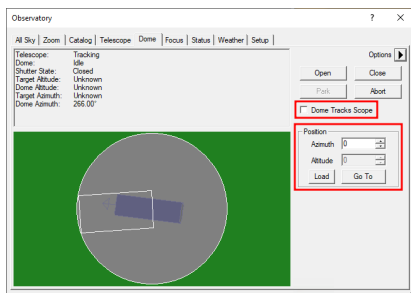 Observatory ? ×
All Sky Zoom Catalog Telescope Dome Focus Status Weather Setup
Telescope: Tracking
Dome: Idle
Shutter State: Closed
Target Altitude: Unknown
Dome Altitude: Unknown
Target Azimuth: Unknown
Dome Azimuth: 266.00°
Options
Open Close
Park Abort
Dome Tracks Scope
Position
Azimuth 0
Altitude 0
Load Go To